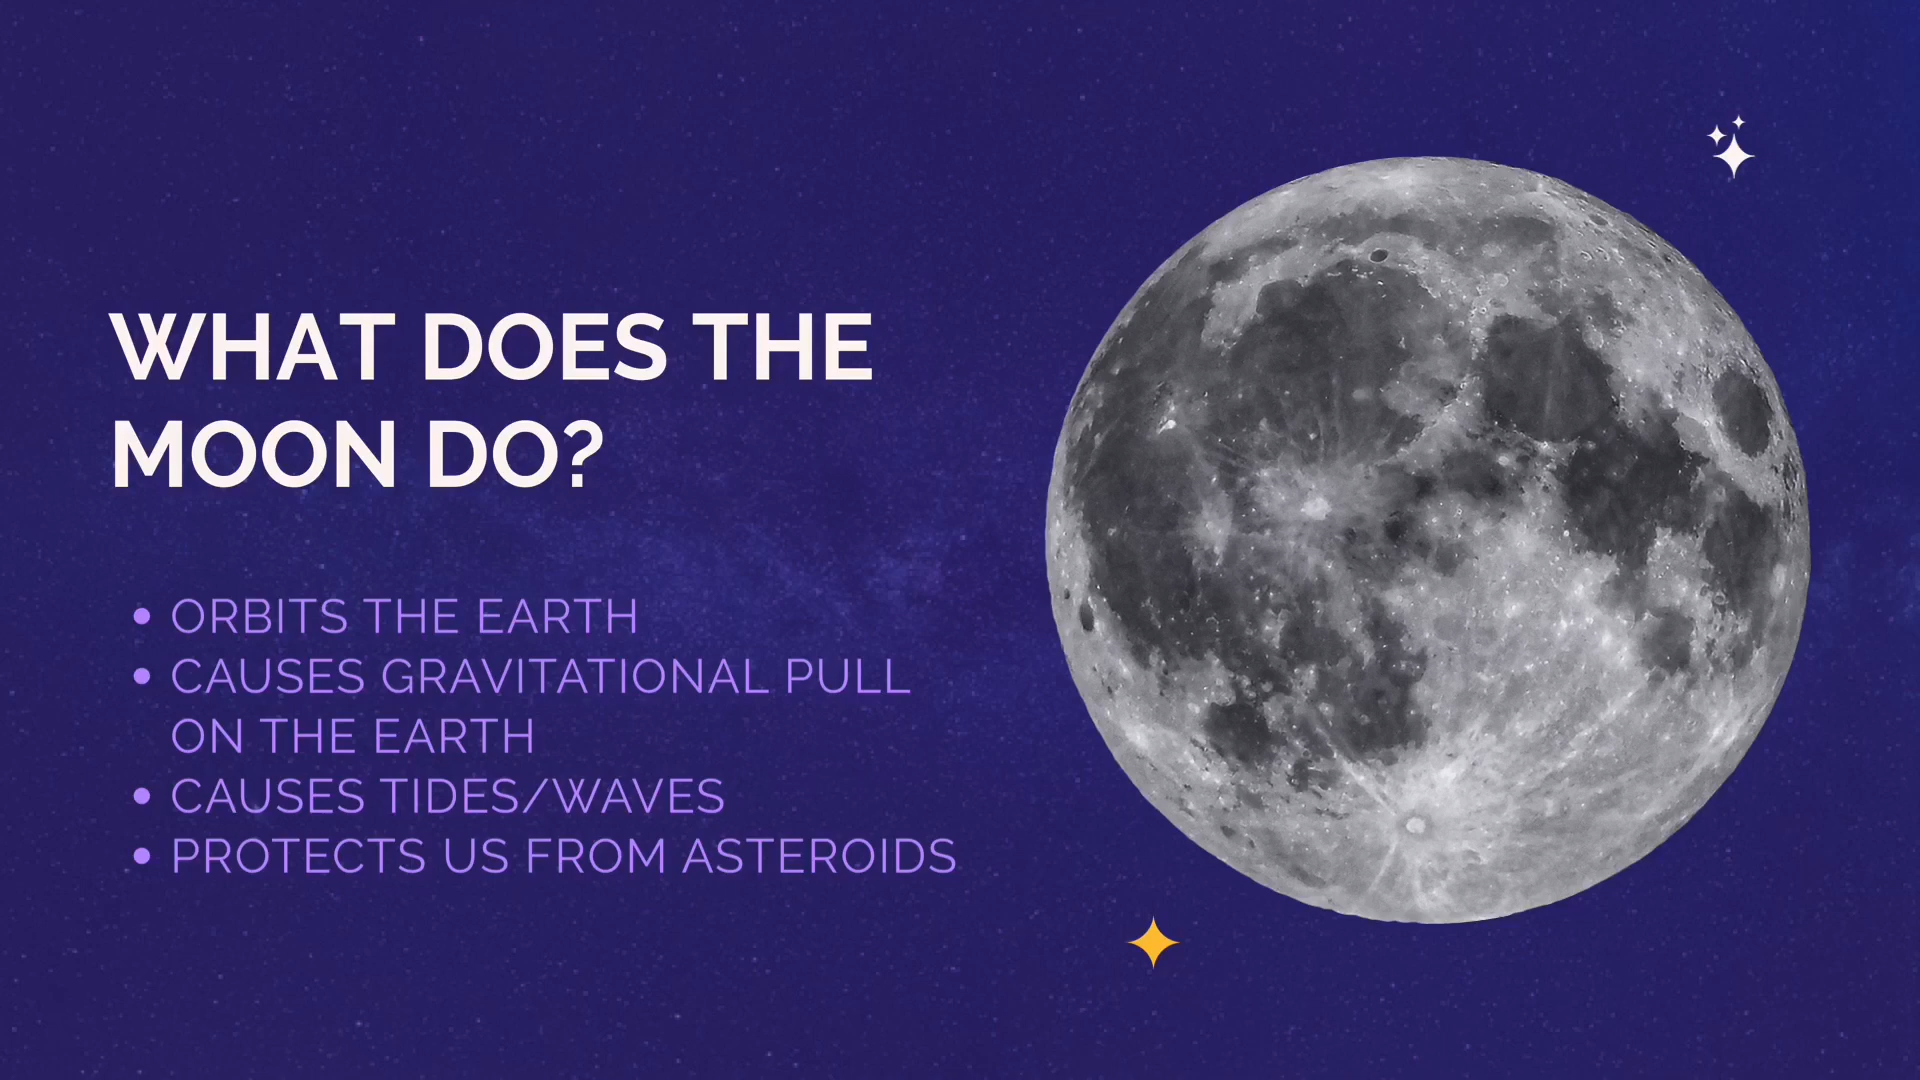 WHAT DOES THE
MOON DO?
• ORBITS THE EARTH
• CAUSES GRAVITATIONAL PULL
ON THE EARTH
• CAUSES TIDES/WAVES
• PROTECTS US FROM ASTEROIDS